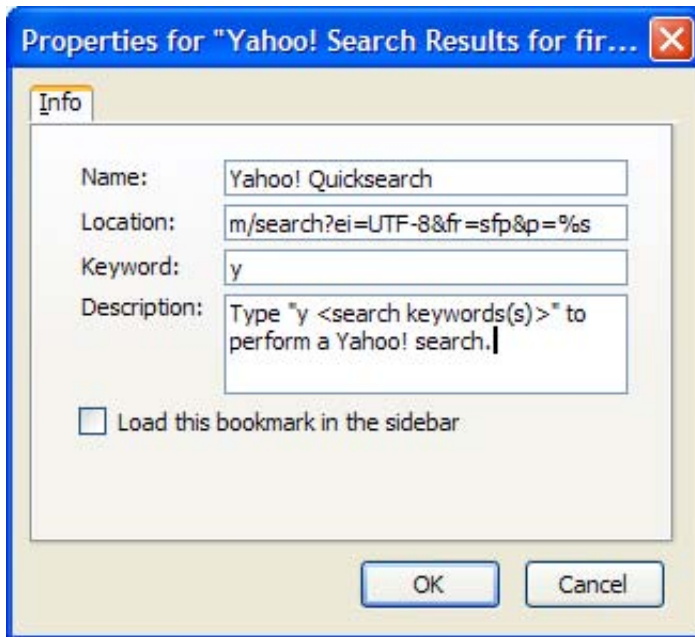 Properties for "Yahoo! Search Results for fir...
Info
Name: Yahoo! Quicksearch
Location: m/search?ei=UTF-8&fr=sfp&p=%s
Keyword: y
Description: Type "y <search keywords(s)>" to
perform a Yahoo! search.
Load this bookmark in the sidebar
OK Cancel